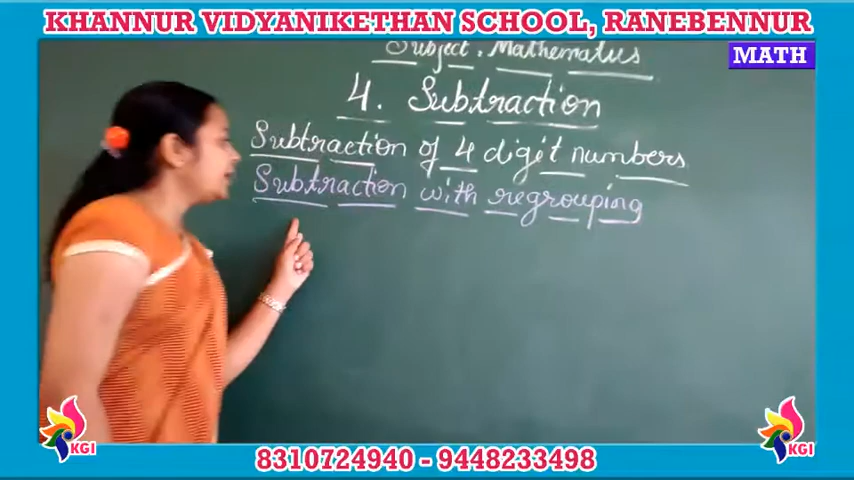 KHANNUR VIDYANIKETHAN SCHOOL, RANEBENNUR
MATH
Subject. Mathematics
4. Subtraction
Subtraction of 4 digit numbers
Subtraction with regrouping
KGI
KGI
8310724940 - 9448233498